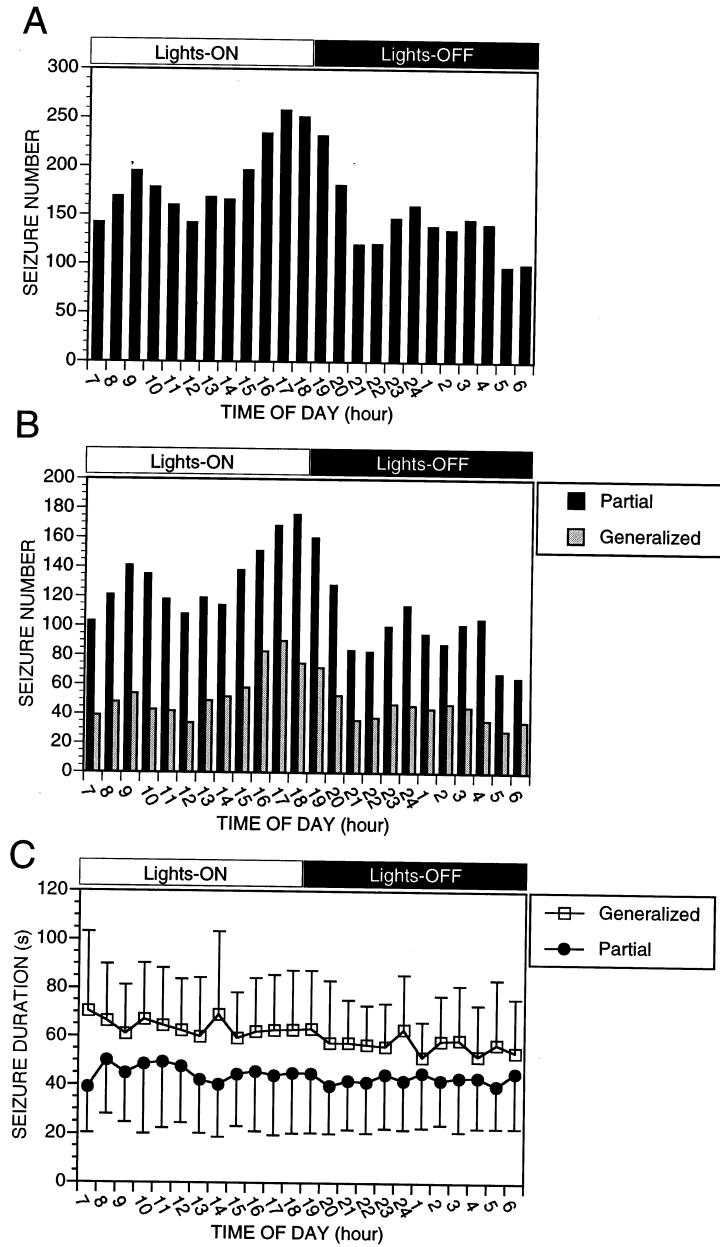 A
Lights-ON Lights-OFF
300
250
200
150
100
50
0
SEIZURE NUMBER
7 8 9 10 11 12 13 14 15 16 17 18 19 20 21 22 23 24 1 2 3 4 5 6
TIME OF DAY (hour)
B
Lights-ON Lights-OFF
200
180
160
140
120
100
80
60
40
20
0
SEIZURE NUMBER
Partial
Generalized
7 8 9 10 11 12 13 14 15 16 17 18 19 20 21 22 23 24 1 2 3 4 5 6
TIME OF DAY (hour)
C
Lights-ON Lights-OFF
120
100
80
60
40
20
0
SEIZURE DURATION (s)
Generalized
Partial
7 8 9 10 11 12 13 14 15 16 17 18 19 20 21 22 23 24 1 2 3 4 5 6
TIME OF DAY (hour)